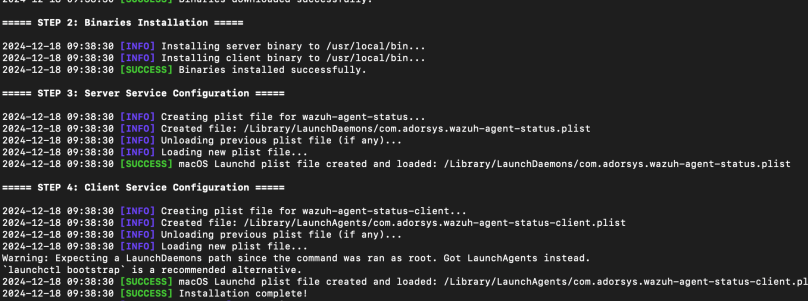 2024-12-18 09:38:30 [SUCCESS] Binaries downloaded successfully.
===== STEP 2: Binaries Installation =====
2024-12-18 09:38:30 [INFO] Installing server binary to /usr/local/bin...
2024-12-18 09:38:30 [INFO] Installing client binary to /usr/local/bin...
2024-12-18 09:38:30 [SUCCESS] Binaries installed successfully.
===== STEP 3: Server Service Configuration =====
2024-12-18 09:38:30 [INFO] Creating plist file for wazuh-agent-status...
2024-12-18 09:38:30 [INFO] Created file: /Library/LaunchDaemons/com.adorsys.wazuh-agent-status.plist
2024-12-18 09:38:30 [INFO] Unloading previous plist file (if any)...
2024-12-18 09:38:30 [INFO] Loading new plist file...
2024-12-18 09:38:30 [SUCCESS] macOS Launchd plist file created and loaded: /Library/LaunchDaemons/com.adorsys.wazuh-agent-status.plist
===== STEP 4: Client Service Configuration =====
2024-12-18 09:38:30 [INFO] Creating plist file for wazuh-agent-status-client...
2024-12-18 09:38:30 [INFO] Created file: /Library/LaunchAgents/com.adorsys.wazuh-agent-status-client.plist
2024-12-18 09:38:30 [INFO] Unloading previous plist file (if any)...
2024-12-18 09:38:30 [INFO] Loading new plist file...
Warning: Expecting a LaunchDaemons path since the command was ran as root. Got LaunchAgents instead.
`launchctl bootstrap` is a recommended alternative.
2024-12-18 09:38:30 [SUCCESS] macOS Launchd plist file created and loaded: /Library/LaunchAgents/com.adorsys.wazuh-agent-status-client.pl
2024-12-18 09:38:30 [SUCCESS] Installation complete!